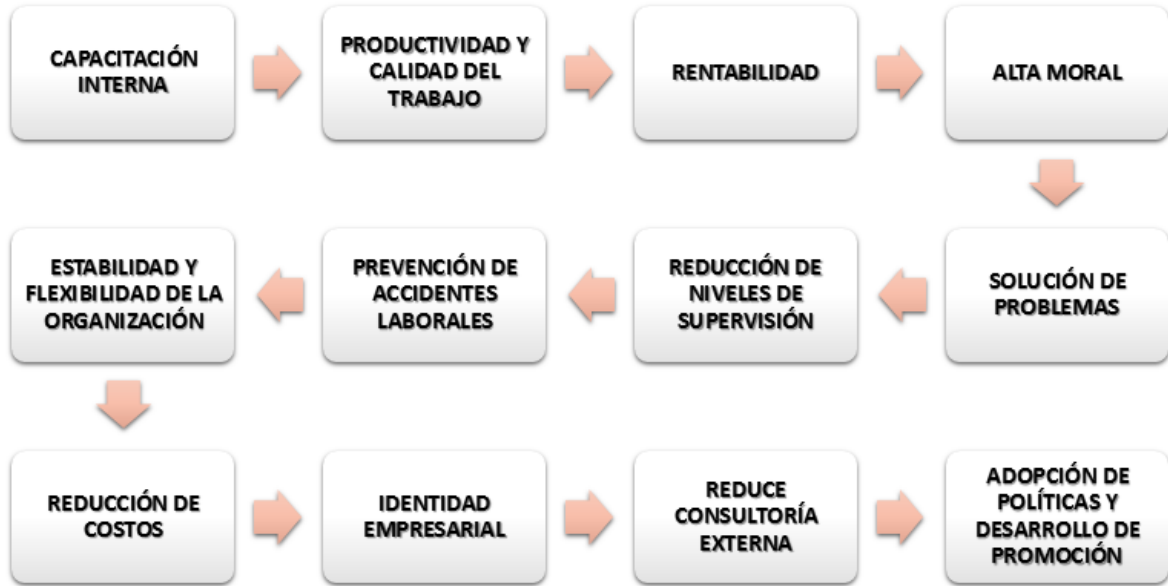 CAPACITACIÓN
INTERNA
PRODUCTIVIDAD Y
CALIDAD DEL
TRABAJO
RENTABILIDAD
ALTA MORAL
SOLUCIÓN DE
PROBLEMAS
REDUCCIÓN DE
NIVELES DE
SUPERVISIÓN
PREVENCIÓN DE
ACCIDENTES
LABORALES
ESTABILIDAD Y
FLEXIBILIDAD DE LA
ORGANIZACIÓN
REDUCCIÓN DE
COSTOS
IDENTIDAD
EMPRESARIAL
REDUCE
CONSULTORÍA
EXTERNA
ADOPCIÓN DE
POLÍTICAS Y
DESARROLLO DE
PROMOCIÓN